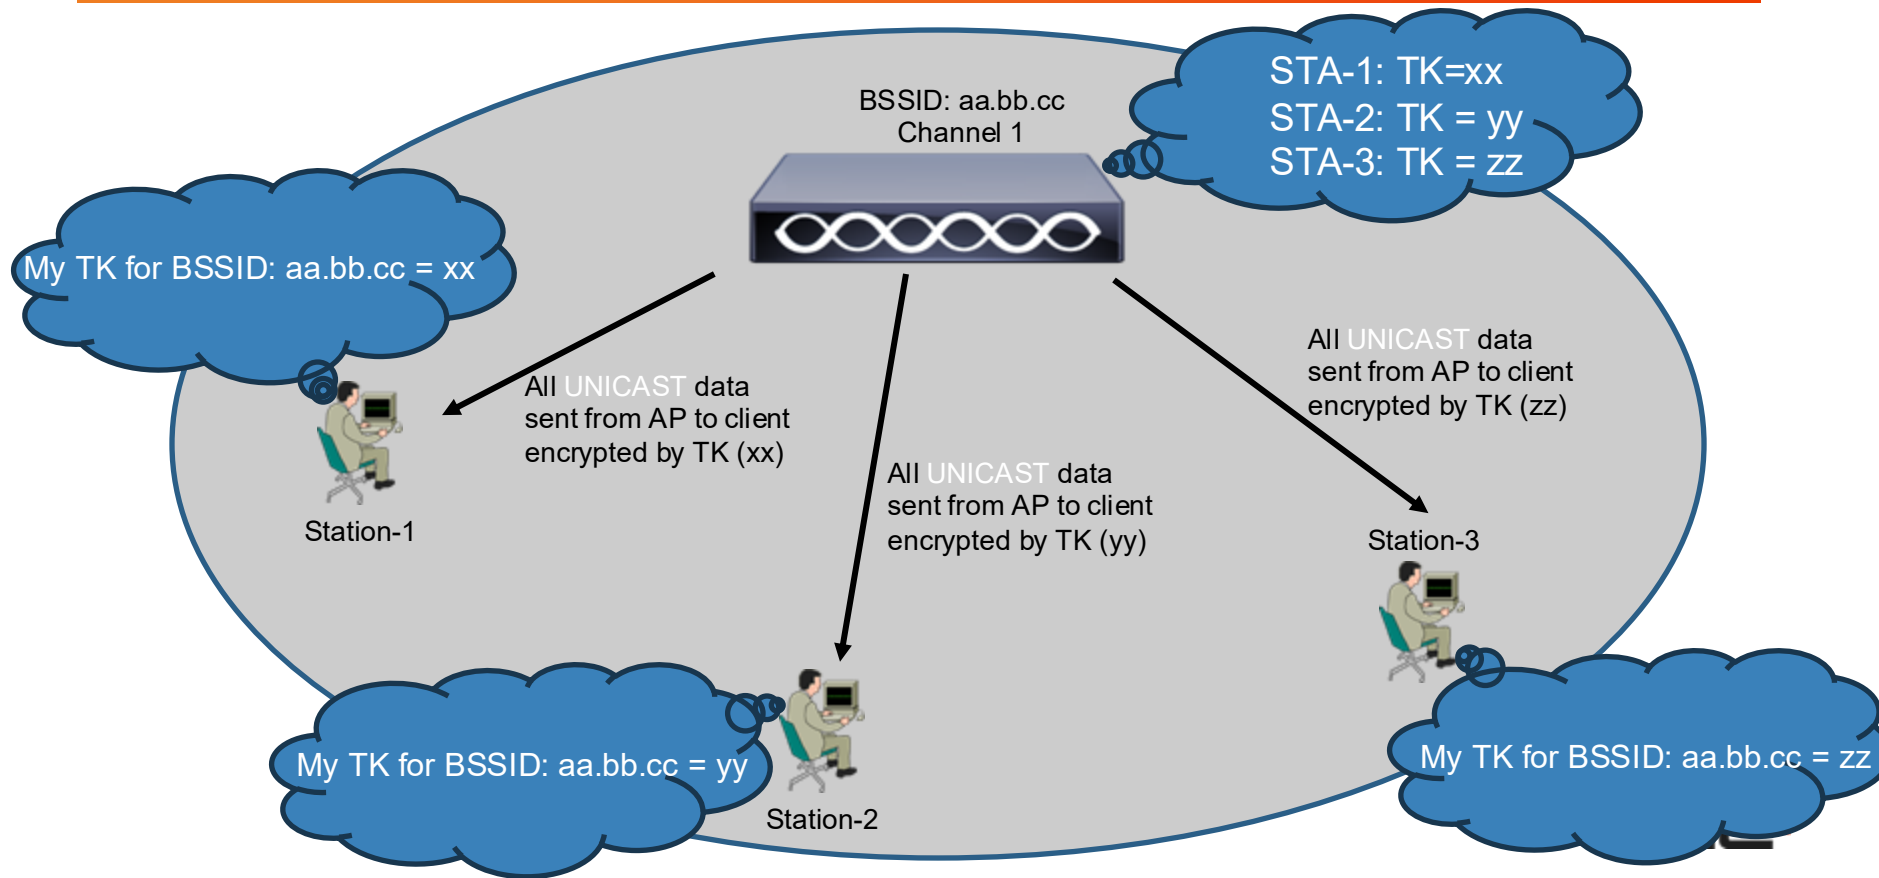 STA-1: TK=xx
STA-2: TK = yy
STA-3: TK = zz
BSSID: aa.bb.cc
Channel 1
My TK for BSSID: aa.bb.cc = xx
All UNICAST data
sent from AP to client
encrypted by TK (xx)
Station-1
All UNICAST data
sent from AP to client
encrypted by TK (yy)
All UNICAST data
sent from AP to client
encrypted by TK (zz)
Station-3
My TK for BSSID: aa.bb.cc = yy
Station-2
My TK for BSSID: aa.bb.cc = zz